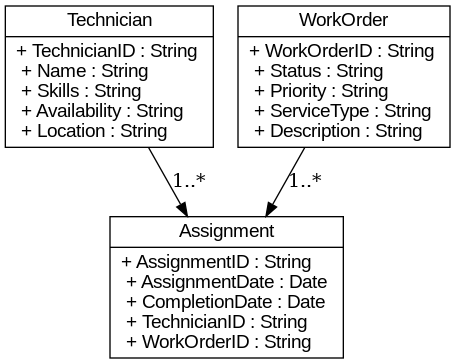 Technician
+ TechnicianID : String
+ Name : String
+ Skills : String
+ Availability : String
+ Location : String
WorkOrder
+ WorkOrderID : String
+ Status : String
+ Priority : String
+ ServiceType : String
+ Description : String
1..*
1..*
Assignment
+ AssignmentID : String
+ AssignmentDate : Date
+ CompletionDate : Date
+ TechnicianID : String
+ WorkOrderID : String